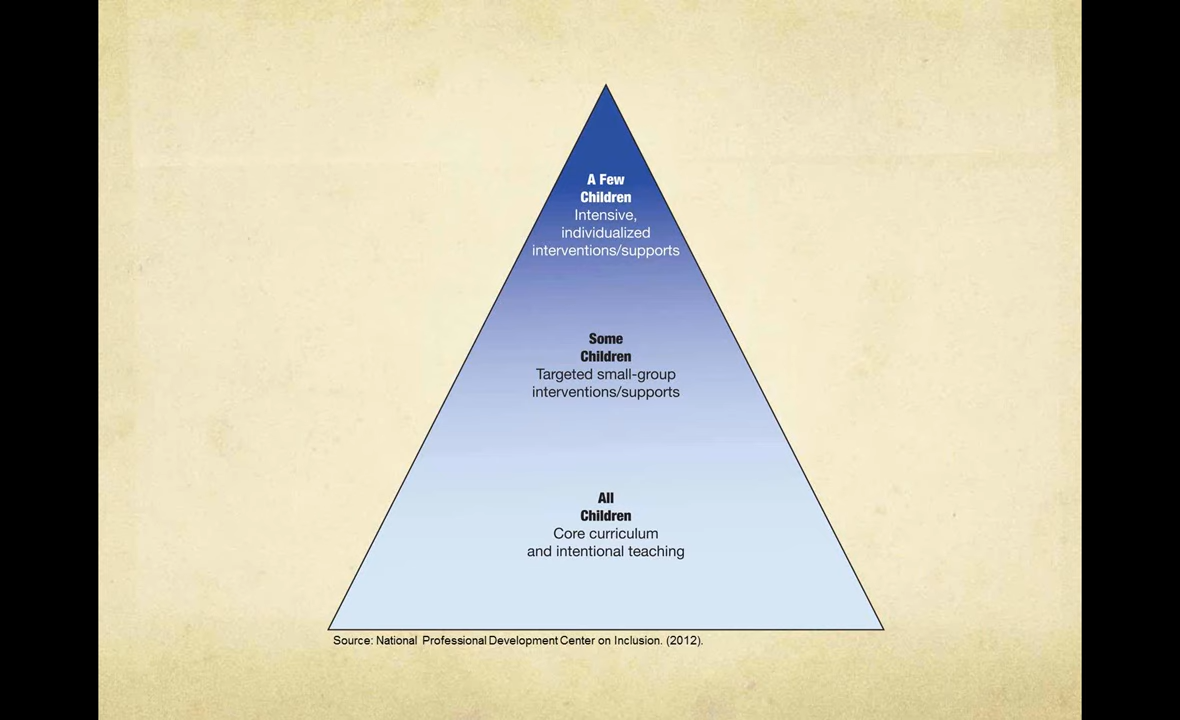 A Few
Children
Intensive,
individualized
interventions/supports
Some
Children
Targeted small-group
interventions/supports
All
Children
Core curriculum
and intentional teaching
Source: National Professional Development Center on Inclusion. (2012).